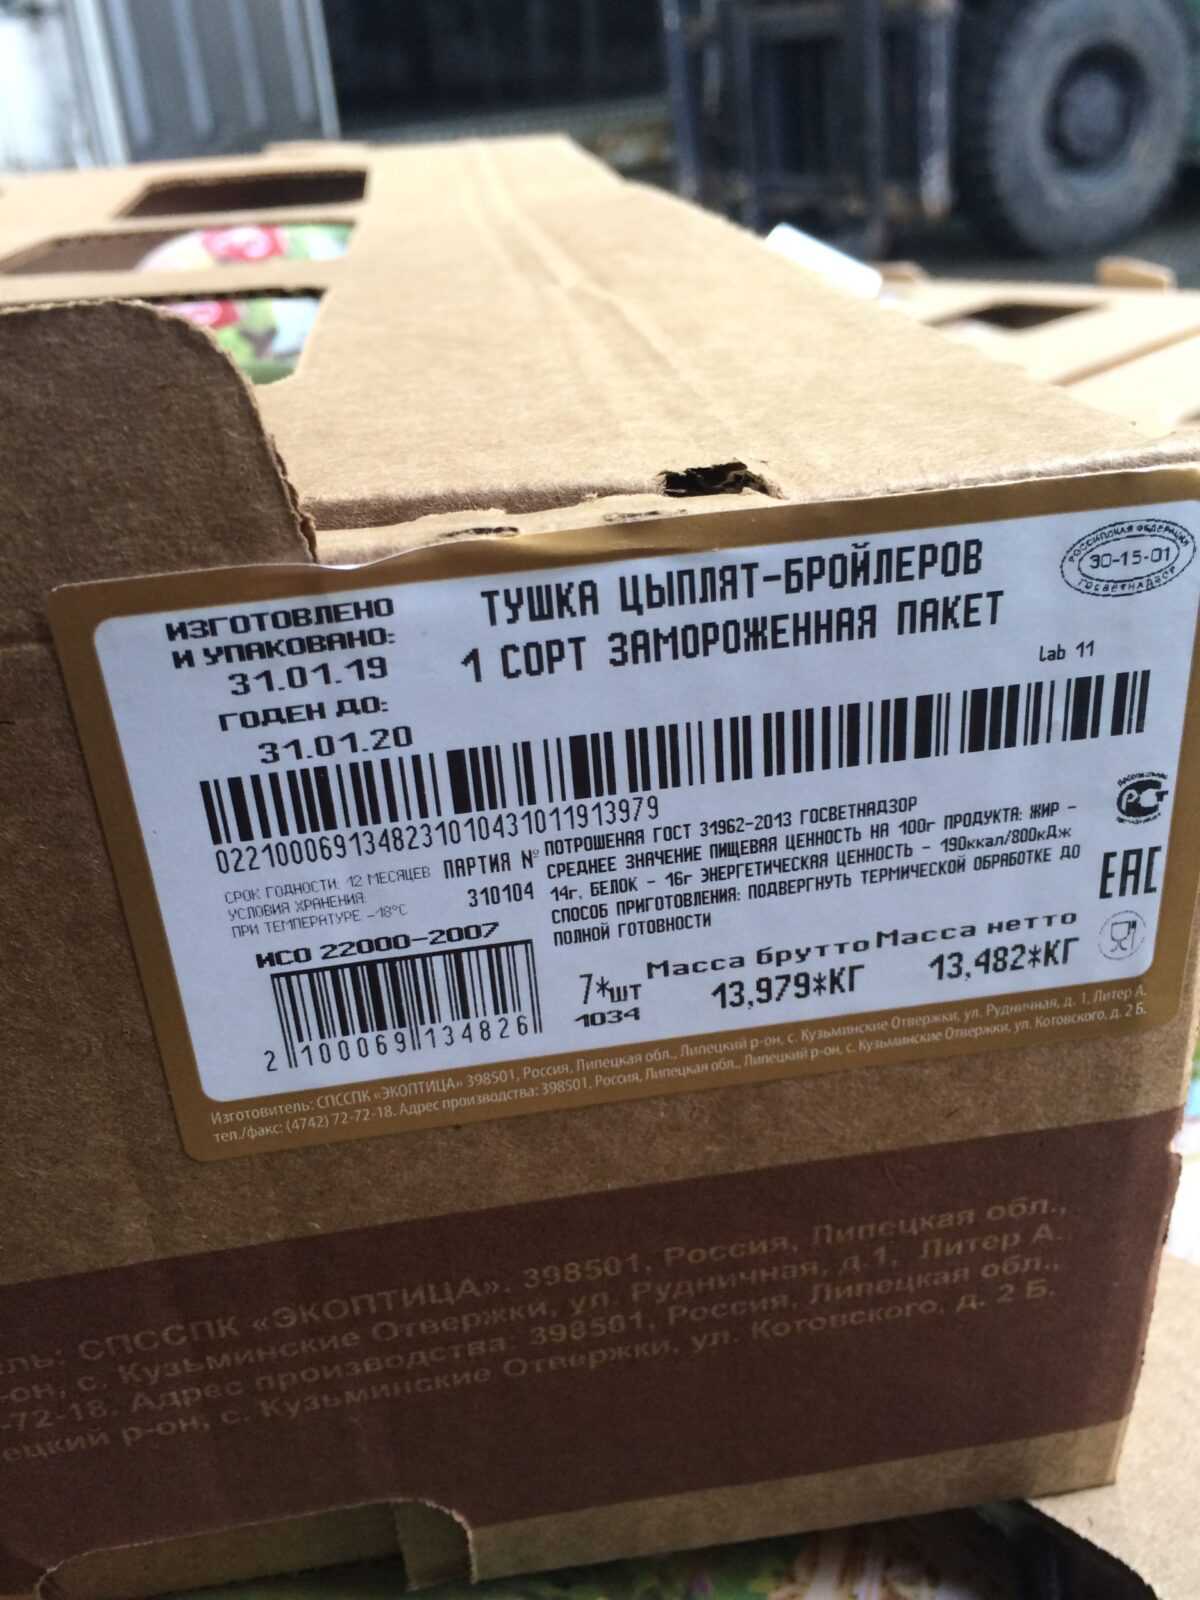 ИЗГОТОВЛЕНО
И УПАКОВАНО:
31.01.19
ГОДЕН ДО:
31.01.20
ТУШКА ЦЫПЛЯТ-БРОЙЛЕРОВ
1 СОРТ ЗАМОРОЖЕННАЯ ПАКЕТ
РОССИЙСКАЯ ФЕДЕРАЦИЯ
30-15-01
ГОСВЕТНАДЗОР
Lab 11
0221000691348231010431011913979
СРОК ГОДНОСТИ: 12 МЕСЯЦЕВ
УСЛОВИЯ ХРАНЕНИЯ:
ПРИ ТЕМПЕРАТУРЕ -18°С
ПАРТИЯ №
310104
ПОТРОШЕНАЯ ГОСТ 31962-2013 ГОСВЕТНАДЗОР
СРЕДНЕЕ ЗНАЧЕНИЕ ПИЩЕВАЯ ЦЕННОСТЬ НА 100г ПРОДУКТА: ЖИР -
14г, БЕЛОК - 16г ЭНЕРГЕТИЧЕСКАЯ ЦЕННОСТЬ - 190ккал/800кДж
СПОСОБ ПРИГОТОВЛЕНИЯ: ПОДВЕРГНУТЬ ТЕРМИЧЕСКОЙ ОБРАБОТКЕ ДО
ПОЛНОЙ ГОТОВНОСТИ
РСТ
ЕАС
ИСО 22000-2007
2 100069 134826
7*шт
1034
Масса брутто
13,979*КГ
Масса нетто
13,482*КГ
Изготовитель: СПССПК «ЭКОПТИЦА» 398501, Россия, Липецкая обл., Липецкий р-он, с. Кузьминские Отвержки, ул. Рудничная, д. 1, Литер А.
тел./факс: (4742) 72-72-18. Адрес производства: 398501, Россия, Липецкая обл., Липецкий р-он, с. Кузьминские Отвержки, ул. Котовского, д. 2 Б.
ль: СПССПК «ЭКОПТИЦА». 398501, Россия, Липецкая обл.,
-он, с. Кузьминские Отвержки, ул. Рудничная, д.1, Литер А.
-72-18. Адрес производства: 398501, Россия, Липецкая обл.,
ецкий р-он, с. Кузьминские Отвержки, ул. Котовского, д. 2 Б.